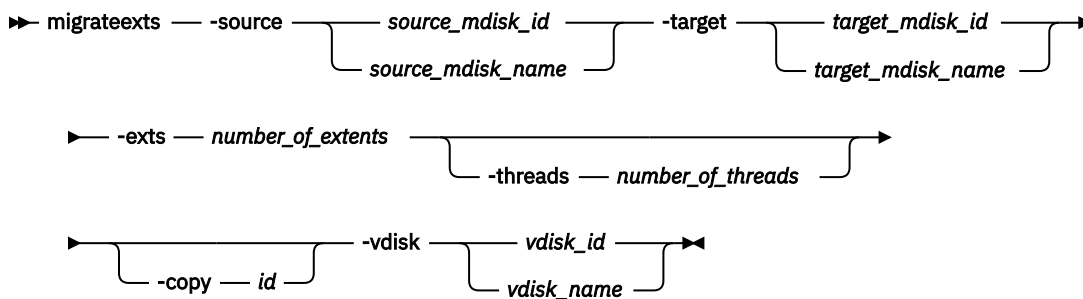 migrateexts -source source_mdisk_id -target target_mdisk_id
source_mdisk_name target_mdisk_name
-exts number_of_extents
-threads number_of_threads
-vdisk vdisk_id
-copy id vdisk_name